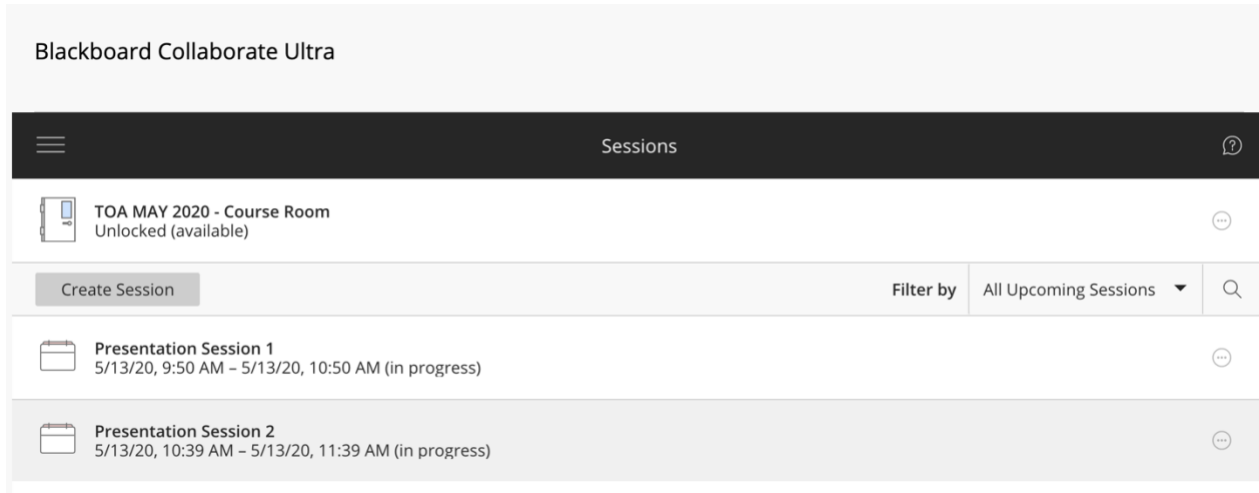 Blackboard Collaborate Ultra
Sessions
TOA MAY 2020 - Course Room
Unlocked (available)
Create Session
Filter by
All Upcoming Sessions
Presentation Session 1
5/13/20, 9:50 AM – 5/13/20, 10:50 AM (in progress)
Presentation Session 2
5/13/20, 10:39 AM – 5/13/20, 11:39 AM (in progress)